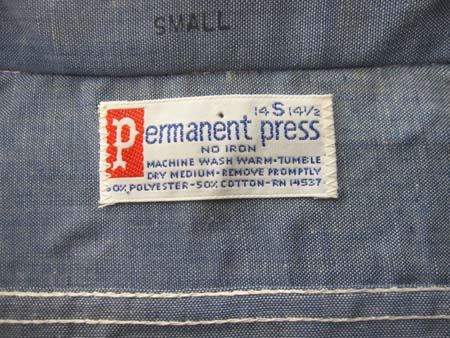 SMALL
14 S 14½
Permanent press
NO IRON
MACHINE WASH WARM-TUMBLE
DRY MEDIUM-REMOVE PROMPTLY
50% POLYESTER-50% COTTON-RN 14537